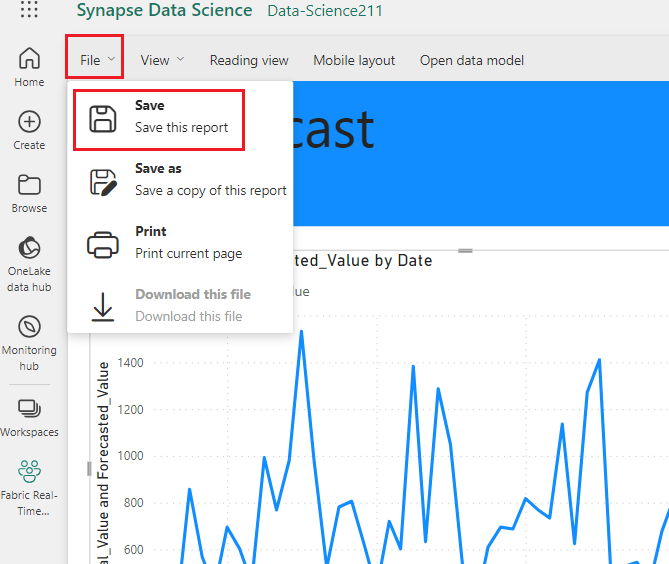 Synapse Data Science Data-Science211
File View Reading view Mobile layout Open data model
Home
Create
Browse
OneLake
data hub
Monitoring
hub
Workspaces
Fabric Real-
Time...
Save
Save this report
Save as
Save a copy of this report
Print
Print current page
Download this file
Download this file
cast
ted_Value by Date
lue
al_Value and Forecasted_Value
1400
1200
1000
800
600